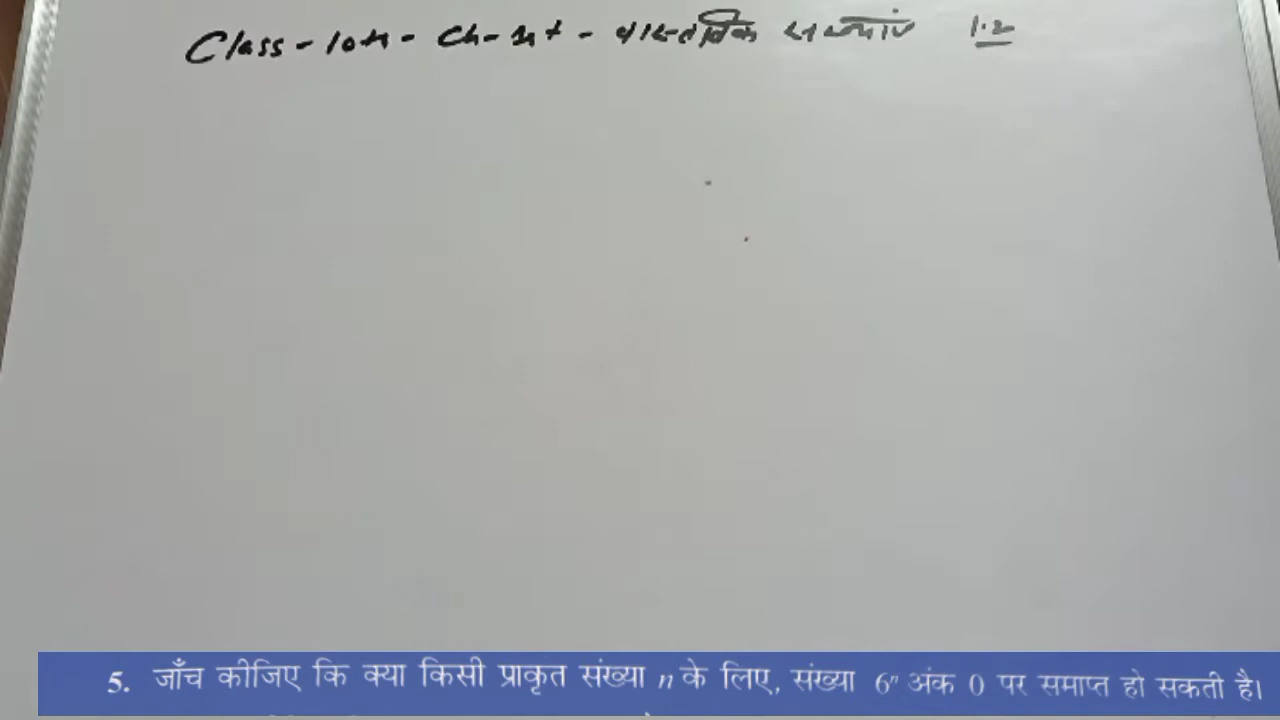 Class - 10th - Ch - 1st - वास्तविक संख्याएं 1.2
5. जाँच कीजिए कि क्या किसी प्राकृत संख्या n के लिए, संख्या 6ⁿ अंक 0 पर समाप्त हो सकती है।